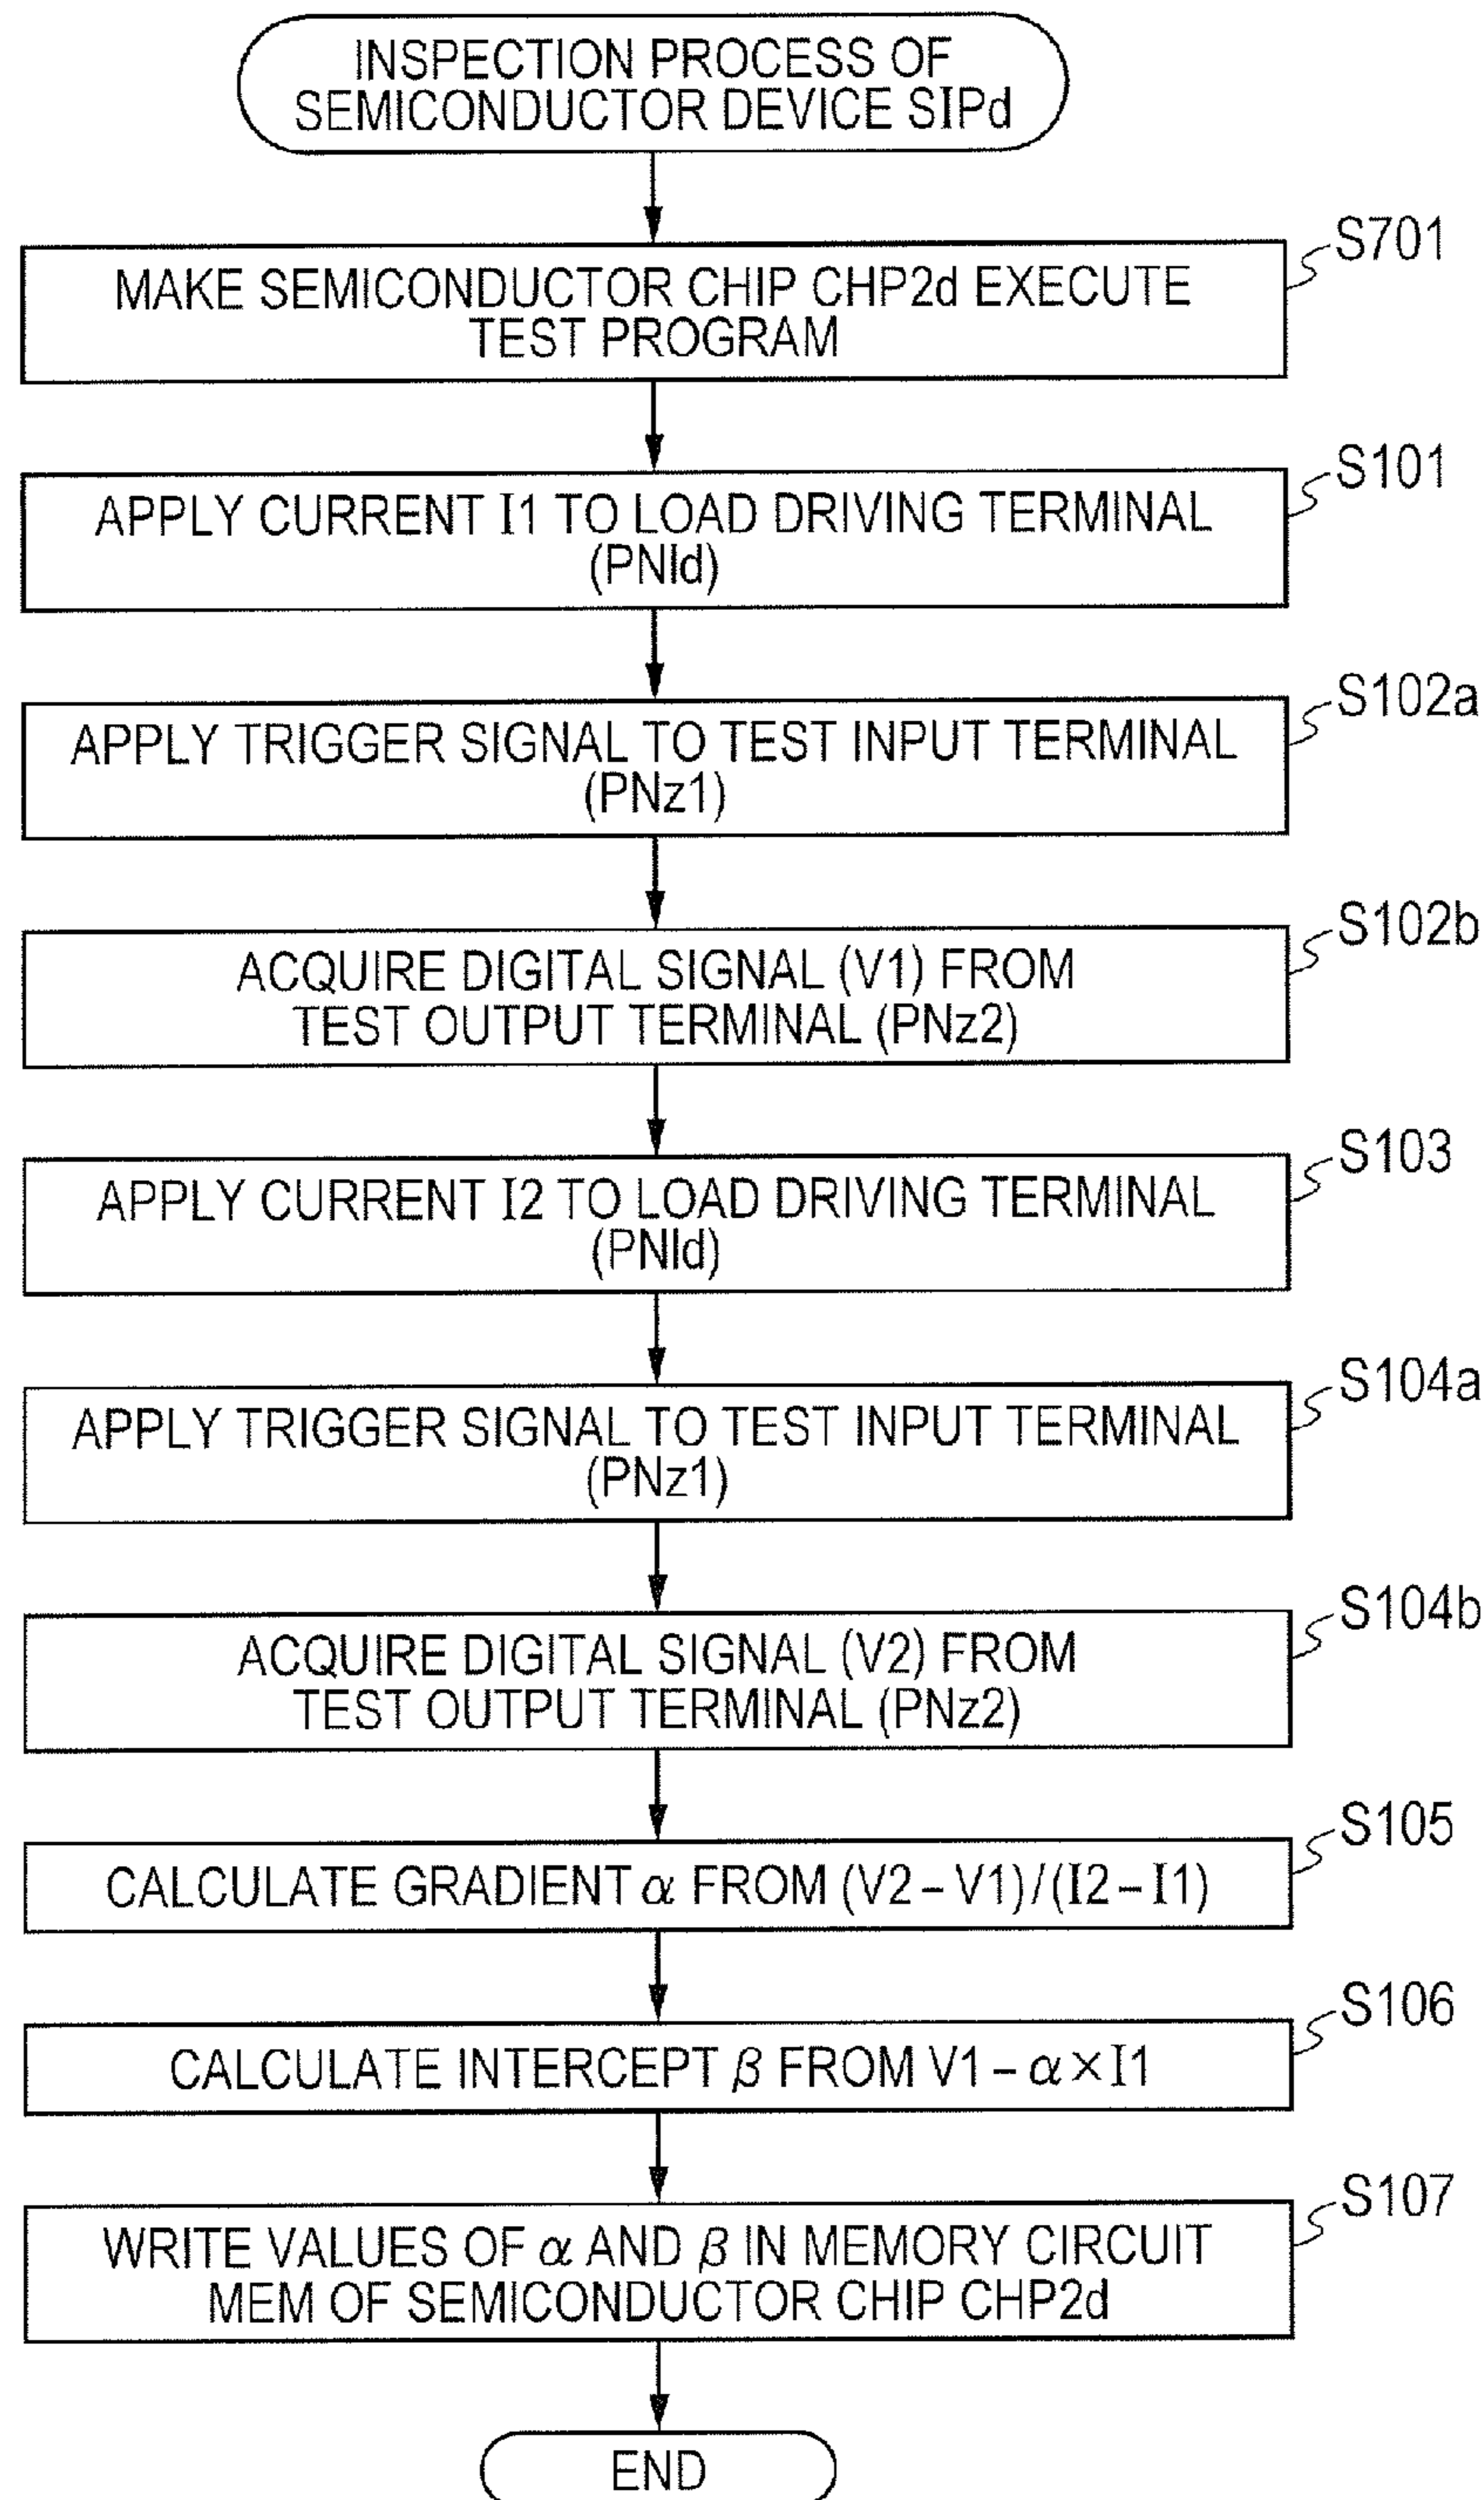 INSPECTION PROCESS OF
SEMICONDUCTOR DEVICE SIPd
S701
MAKE SEMICONDUCTOR CHIP CHP2d EXECUTE
TEST PROGRAM
S101
APPLY CURRENT I1 TO LOAD DRIVING TERMINAL
(PNld)
S102a
APPLY TRIGGER SIGNAL TO TEST INPUT TERMINAL
(PNz1)
S102b
ACQUIRE DIGITAL SIGNAL (V1) FROM
TEST OUTPUT TERMINAL (PNz2)
S103
APPLY CURRENT I2 TO LOAD DRIVING TERMINAL
(PNld)
S104a
APPLY TRIGGER SIGNAL TO TEST INPUT TERMINAL
(PNz1)
S104b
ACQUIRE DIGITAL SIGNAL (V2) FROM
TEST OUTPUT TERMINAL (PNz2)
S105
CALCULATE GRADIENT α FROM (V2 – V1)/(I2 – I1)
S106
CALCULATE INTERCEPT β FROM V1 – α × I1
S107
WRITE VALUES OF α AND β IN MEMORY CIRCUIT
MEM OF SEMICONDUCTOR CHIP CHP2d
END